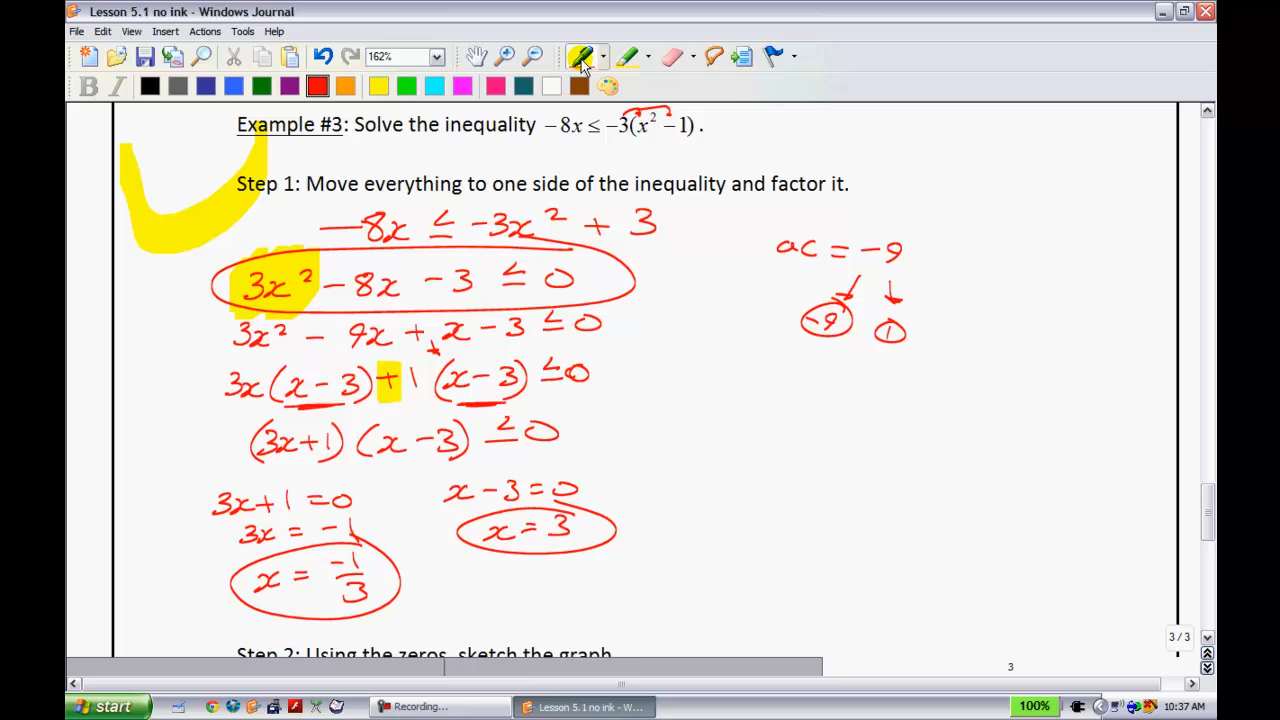 Lesson 5.1 no ink - Windows Journal
File Edit View Insert Actions Tools Help
162%
B I
Example #3: Solve the inequality −8x ≤ −3(x² −1) .
Step 1: Move everything to one side of the inequality and factor it.
−8x ≤ −3x² + 3
ac = −9
3x² − 8x − 3 ≤ 0
−9 1
3x² − 9x + x − 3 ≤ 0
3x (x − 3) + 1 (x − 3) ≤ 0
(3x+1) (x − 3) ≤ 0
3x + 1 = 0 x − 3 = 0
3x = −1 x = 3
x = −1/3
3 / 3
Step 2: Using the zeros, sketch the graph
3
start Recording... Lesson 5.1 no ink - W... 100% 10:37 AM